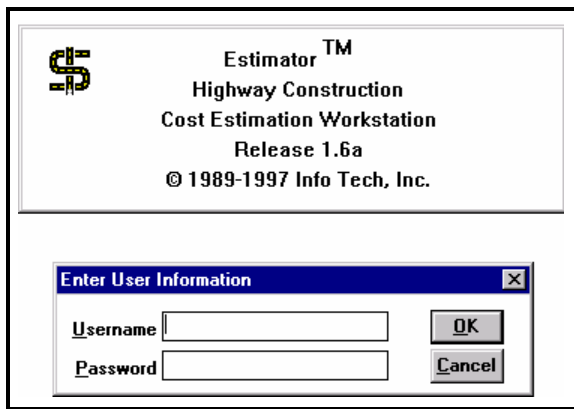 Estimator TM
Highway Construction
Cost Estimation Workstation
Release 1.6a
© 1989-1997 Info Tech, Inc.
Enter User Information
Username OK
Password Cancel